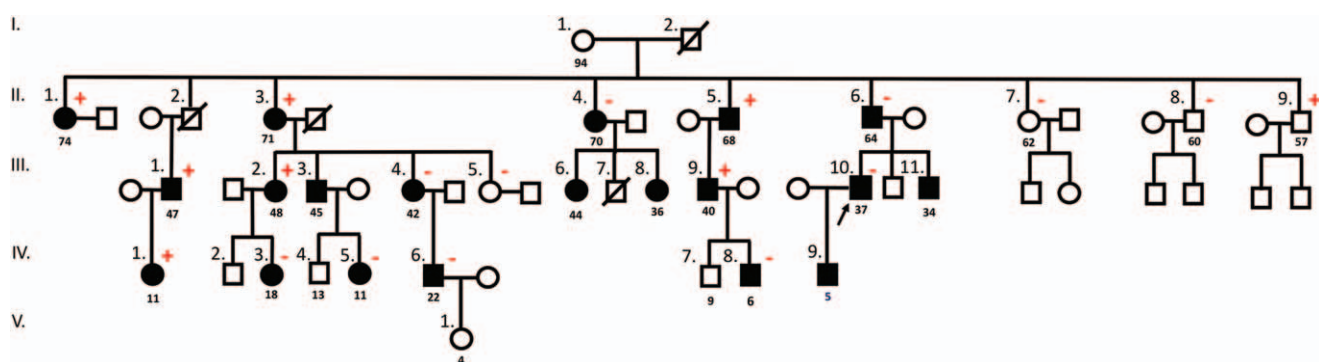 I. 1. 2.
94
II. 1. + 2. 3. + 4. - 5. + 6. - 7. - 8. - 9. +
74 71 70 68 64 62 60 57
III. 1. + 2. + 3. 4. - 5. - 6. 7. 8. 9. + 10. - 11.
47 48 45 42 44 36 40 37 34
IV. 1. + 2. 3. - 4. 5. - 6. - 7. 8. - 9.
11 18 13 11 22 9 6 5
V. 1.
4